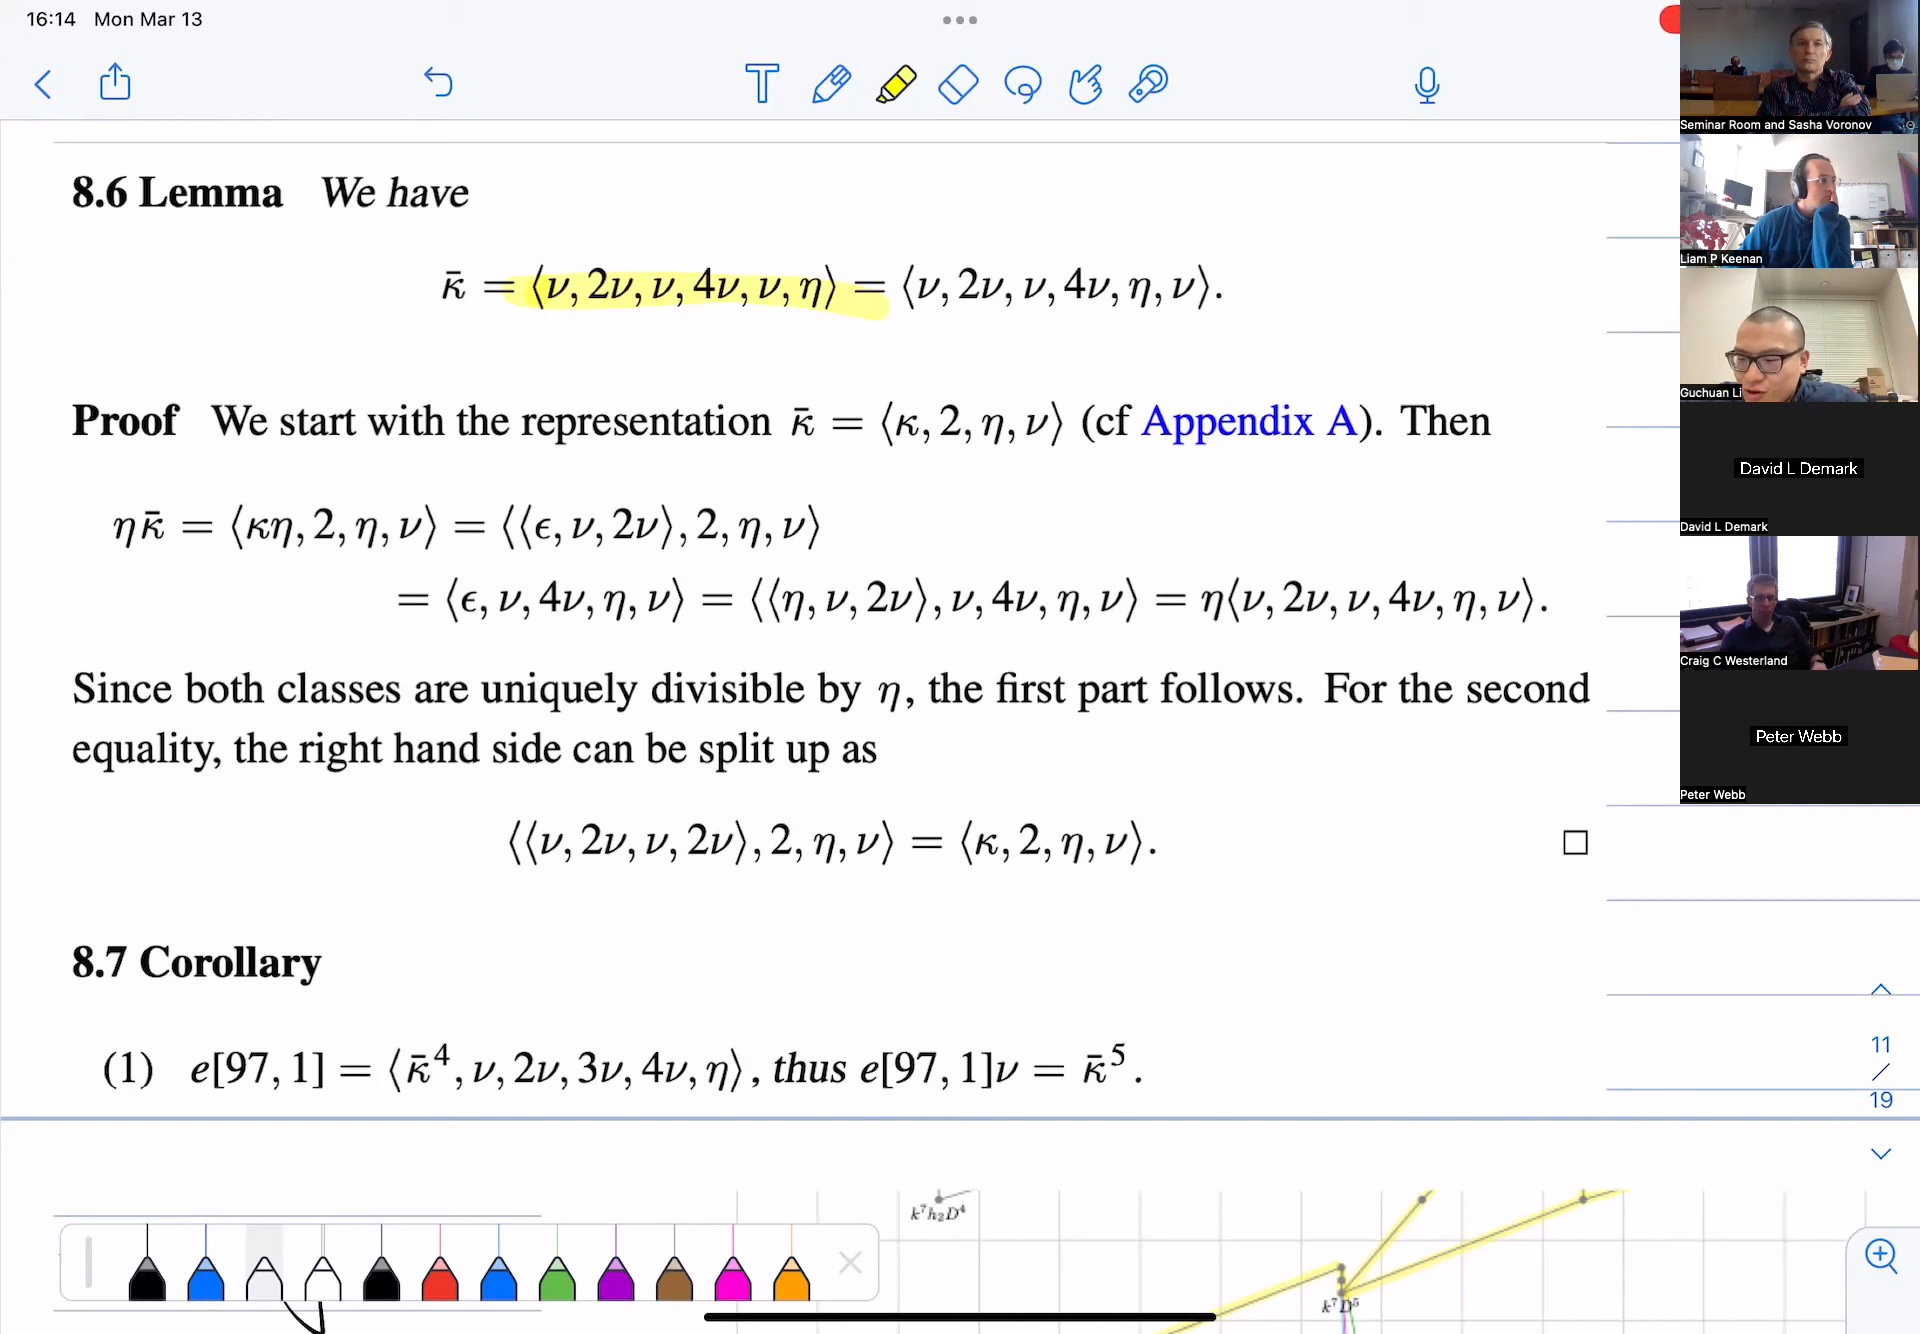 16:14 Mon Mar 13
8.6 Lemma We have
κ̄ = ⟨ν, 2ν, ν, 4ν, ν, η⟩ = ⟨ν, 2ν, ν, 4ν, η, ν⟩.
Proof We start with the representation κ̄ = ⟨κ, 2, η, ν⟩ (cf Appendix A). Then
ηκ̄ = ⟨κη, 2, η, ν⟩ = ⟨⟨ϵ, ν, 2ν⟩, 2, η, ν⟩
= ⟨ϵ, ν, 4ν, η, ν⟩ = ⟨⟨η, ν, 2ν⟩, ν, 4ν, η, ν⟩ = η⟨ν, 2ν, ν, 4ν, η, ν⟩.
Since both classes are uniquely divisible by η, the first part follows. For the second
equality, the right hand side can be split up as
⟨⟨ν, 2ν, ν, 2ν⟩, 2, η, ν⟩ = ⟨κ, 2, η, ν⟩. □
8.7 Corollary
(1) e[97, 1] = ⟨κ̄⁴, ν, 2ν, 3ν, 4ν, η⟩, thus e[97, 1]ν = κ̄⁵.
k⁷h₂D⁴
k⁷D⁵
11
/
19
Seminar Room and Sasha Voronov
Liam P Keenan
Guchuan Li
David L Demark
David L Demark
Craig C Westerland
Peter Webb
Peter Webb